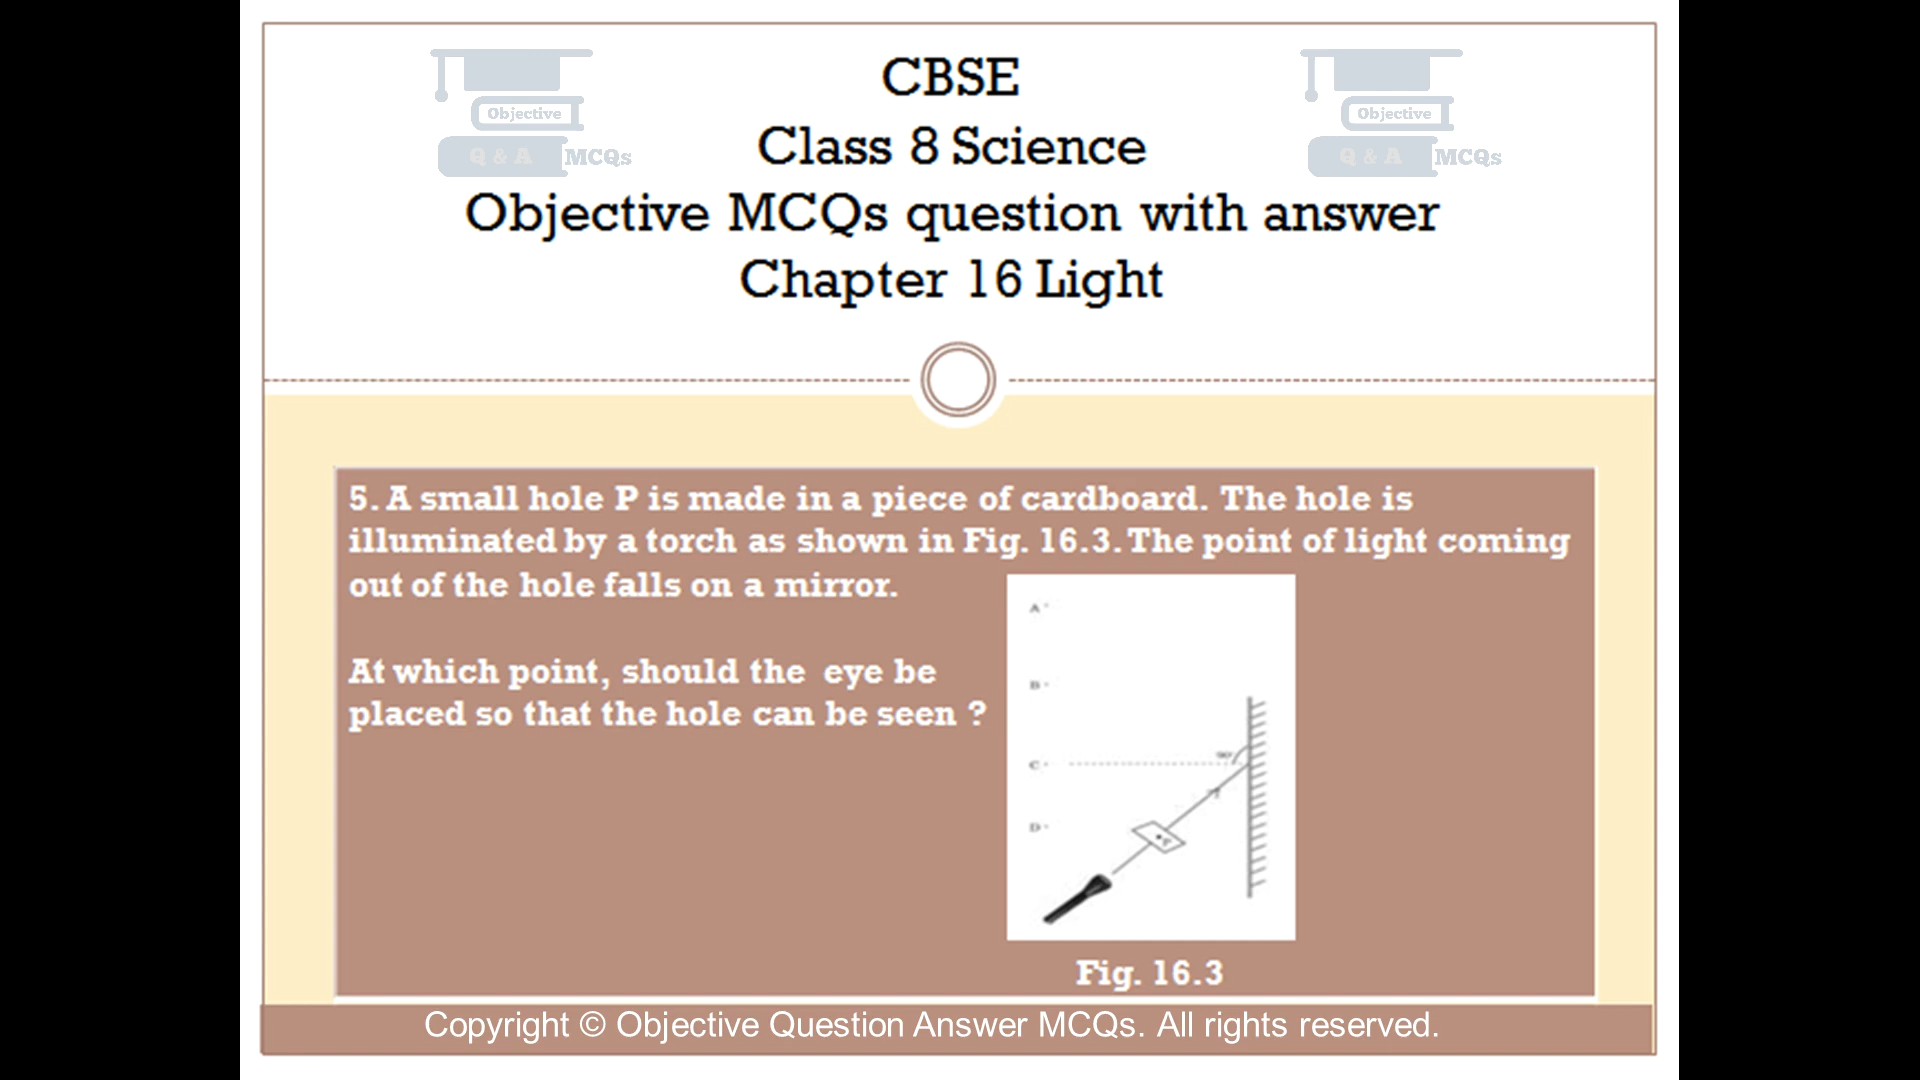 CBSE
Class 8 Science
Objective MCQs question with answer
Chapter 16 Light
Objective
Q & A MCQs
Objective
Q & A MCQs
5. A small hole P is made in a piece of cardboard. The hole is
illuminated by a torch as shown in Fig. 16.3. The point of light coming
out of the hole falls on a mirror.
At which point, should the eye be
placed so that the hole can be seen ?
A
B
C
D
P
Fig. 16.3
Copyright © Objective Question Answer MCQs. All rights reserved.